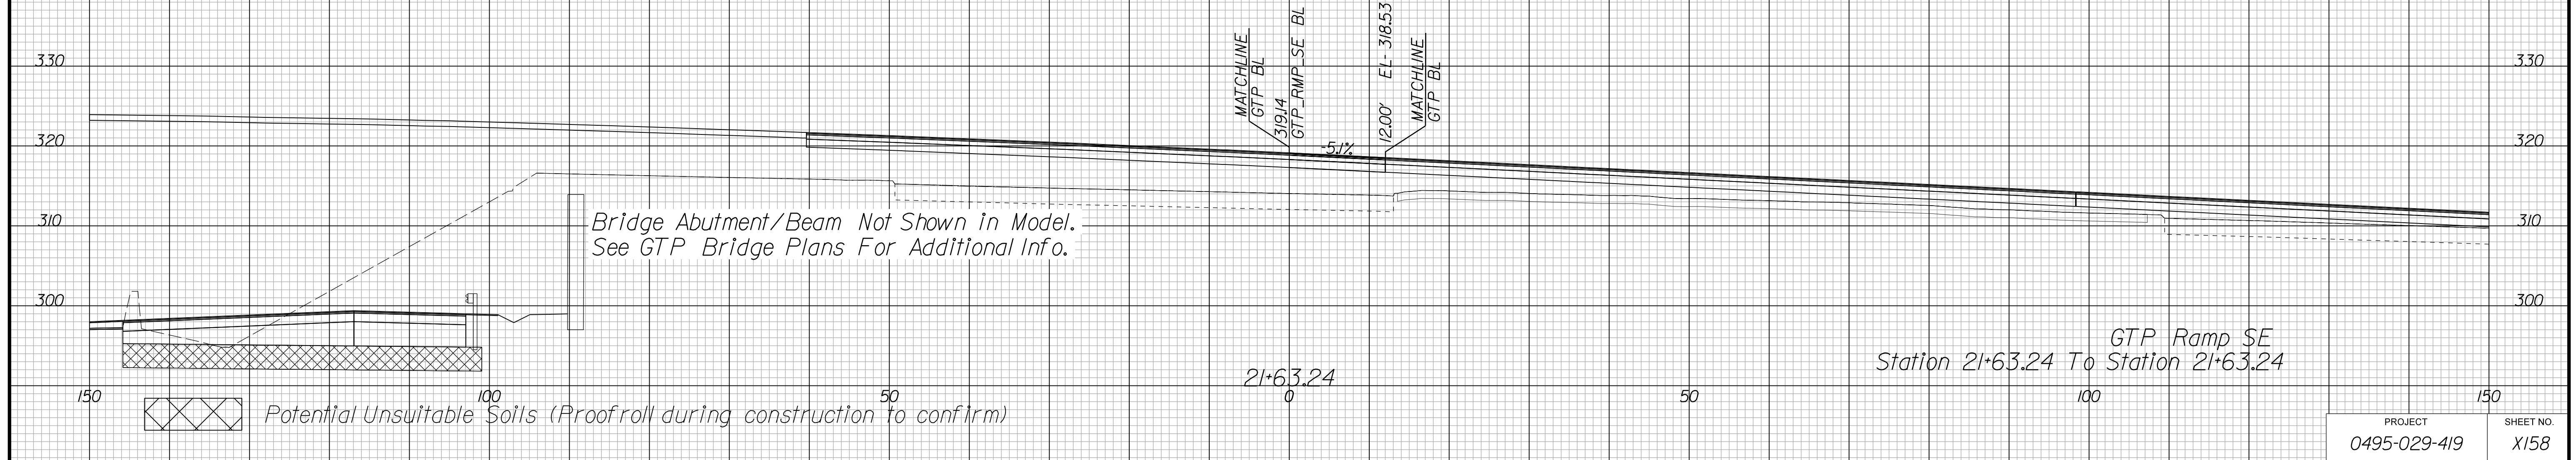 MATCHLINE
GTP BL
319.14
GTP_RMP_SE BL
12.00' EL- 318.53
MATCHLINE
GTP BL
330
330
320
-5.1%
320
310
310
Bridge Abutment/Beam Not Shown in Model.
See GTP Bridge Plans For Additional Info.
300
300
GTP Ramp SE
Station 21+63.24 To Station 21+63.24
21+63.24
150
100
50
0
50
100
150
Potential Unsuitable Soils (Proofroll during construction to confirm)
PROJECT
SHEET NO.
0495-029-419
X158